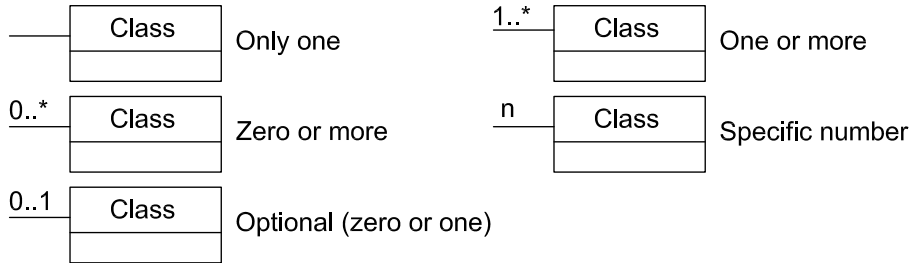 Class
Only one
1..*
Class
One or more
0..*
Class
Zero or more
n
Class
Specific number
0..1
Class
Optional (zero or one)